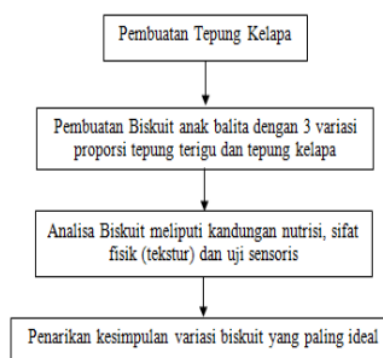 Pembuatan Tepung Kelapa
Pembuatan Biskuit anak balita dengan 3 variasi
proporsi tepung terigu dan tepung kelapa
Analisa Biskuit meliputi kandungan nutrisi, sifat
fisik (tekstur) dan uji sensoris
Penarikan kesimpulan variasi biskuit yang paling ideal